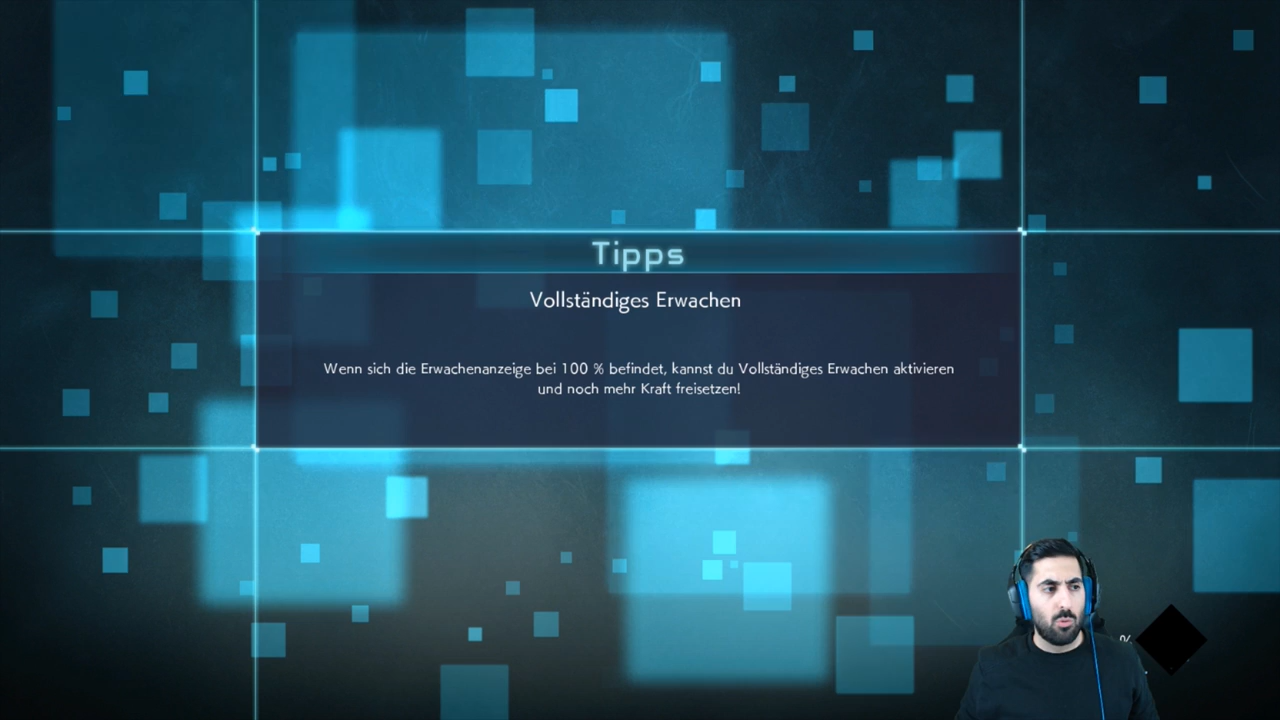 Tipps
Vollständiges Erwachen
Wenn sich die Erwachenanzeige bei 100 % befindet, kannst du Vollständiges Erwachen aktivieren
und noch mehr Kraft freisetzen!
%